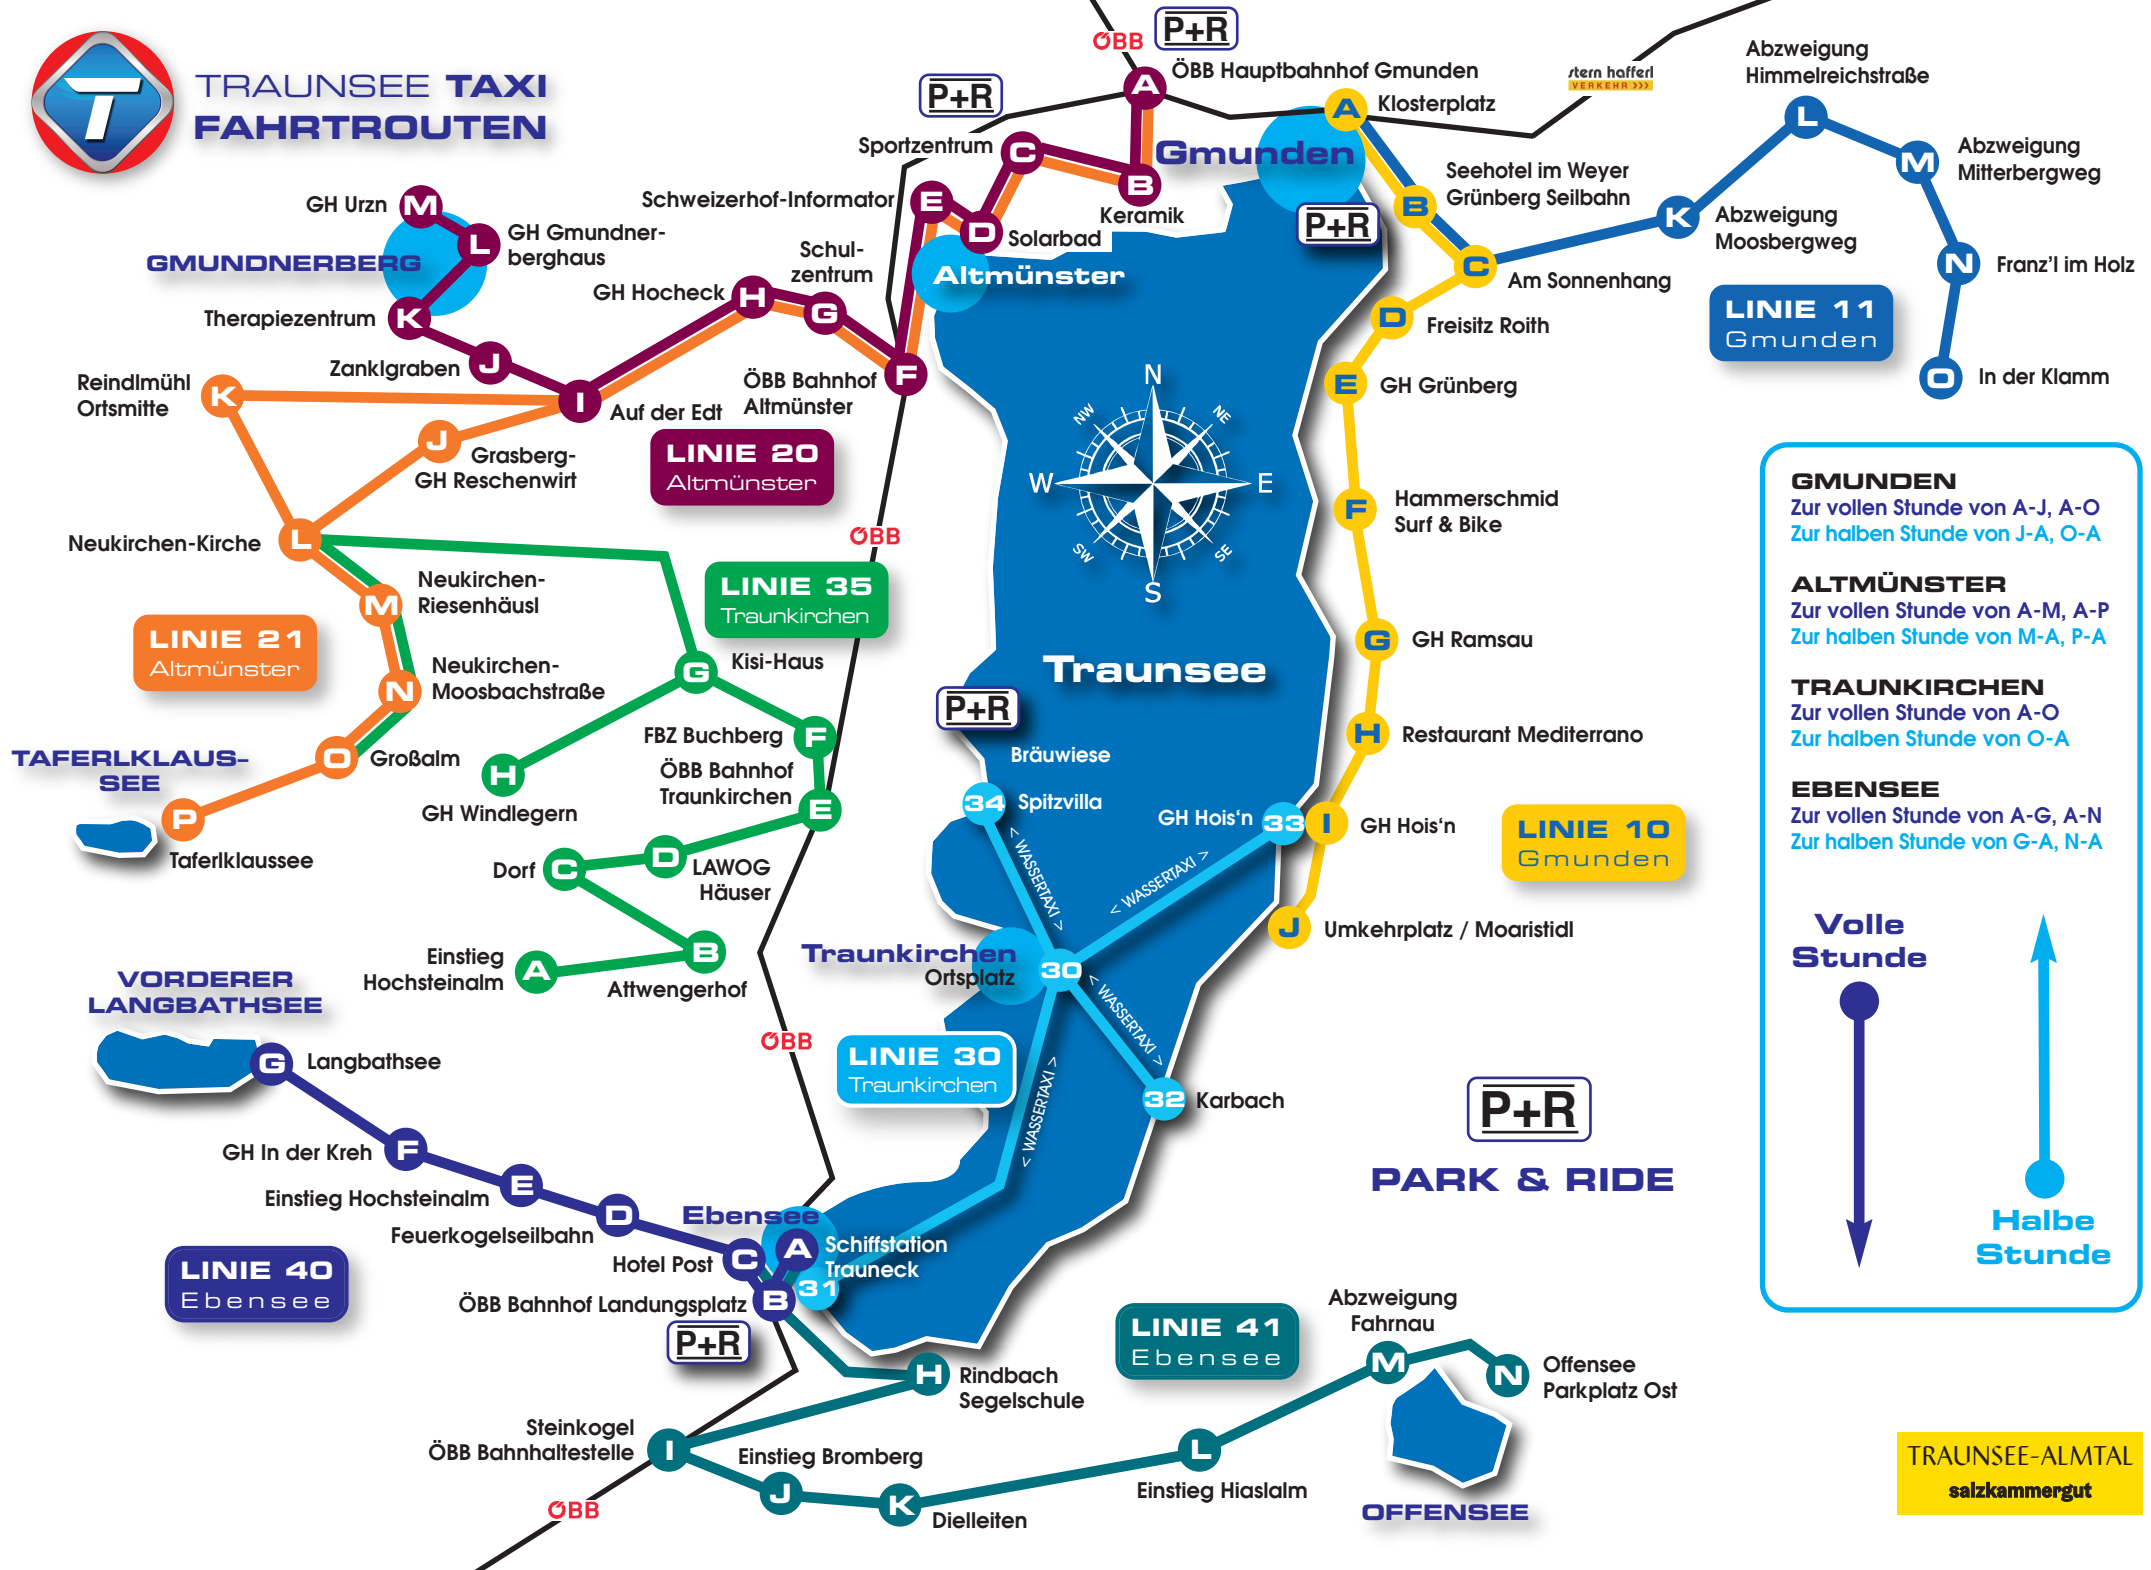 TRAUNSEE TAXI
FAHRTROUTEN
ÖBB
P+R
A
ÖBB Hauptbahnhof Gmunden
P+R
A
Klosterplatz
stern hafferl
VERKEHR >>>
Abzweigung
Himmelreichstraße
L
Sportzentrum
C
Gmunden
B
Keramik
P+R
Seehotel im Weyer
Grünberg Seilbahn
B
M
Abzweigung
Mitterbergweg
K
Abzweigung
Moosbergweg
N
Franz'l im Holz
O
In der Klamm
LINIE 11
Gmunden
GH Urzn
M
L
GH Gmundner-
berghaus
GMUNDNERBERG
Therapiezentrum
K
Zanklgraben
J
Schweizerhof-Informator
E
D
Solarbad
Altmünster
Schul-
zentrum
GH Hocheck
H
G
ÖBB Bahnhof
Altmünster
F
I
Auf der Edt
Reindlmühl
Ortsmitte
K
J
Grasberg-
GH Reschenwirt
LINIE 20
Altmünster
C
Am Sonnenhang
D
Freisitz Roith
E
GH Grünberg
F
Hammerschmid
Surf & Bike
G
GH Ramsau
H
Restaurant Mediterrano
I
GH Hois'n
J
Umkehrplatz / Moaristidl
LINIE 10
Gmunden
N
NE
E
SE
S
SW
W
NW
ÖBB
Neukirchen-Kirche
L
Neukirchen-
Riesenhäusl
M
LINIE 21
Altmünster
Neukirchen-
Moosbachstraße
N
Großalm
O
TAFERLKLAUS-
SEE
P
Taferlklaussee
LINIE 35
Traunkirchen
G
Kisi-Haus
FBZ Buchberg
F
H
GH Windlegern
ÖBB Bahnhof
Traunkirchen
E
Dorf
C
D
LAWOG
Häuser
Einstieg
Hochsteinalm
A
B
Attwengerhof
Traunsee
P+R
Bräuwiese
34
Spitzvilla
GH Hois'n
33
< WASSERTAXI >
< WASSERTAXI >
Traunkirchen
Ortsplatz
30
< WASSERTAXI >
< WASSERTAXI >
LINIE 30
Traunkirchen
32
Karbach
ÖBB
VORDERER
LANGBATHSEE
G
Langbathsee
GH In der Kreh
F
Einstieg Hochsteinalm
E
Feuerkogelseilbahn
D
Ebensee
A
Schiffstation
Trauneck
Hotel Post
C
31
ÖBB Bahnhof Landungsplatz
B
P+R
LINIE 40
Ebensee
H
Rindbach
Segelschule
Steinkogel
ÖBB Bahnhaltestelle
I
Einstieg Bromberg
J
K
Dielleiten
ÖBB
LINIE 41
Ebensee
L
Einstieg Hiaslalm
Abzweigung
Fahrnau
M
N
Offensee
Parkplatz Ost
OFFENSEE
P+R
PARK & RIDE
GMUNDEN
Zur vollen Stunde von A-J, A-O
Zur halben Stunde von J-A, O-A
ALTMÜNSTER
Zur vollen Stunde von A-M, A-P
Zur halben Stunde von M-A, P-A
TRAUNKIRCHEN
Zur vollen Stunde von A-O
Zur halben Stunde von O-A
EBENSEE
Zur vollen Stunde von A-G, A-N
Zur halben Stunde von G-A, N-A
Volle
Stunde
Halbe
Stunde
TRAUNSEE-ALMTAL
salzkammergut